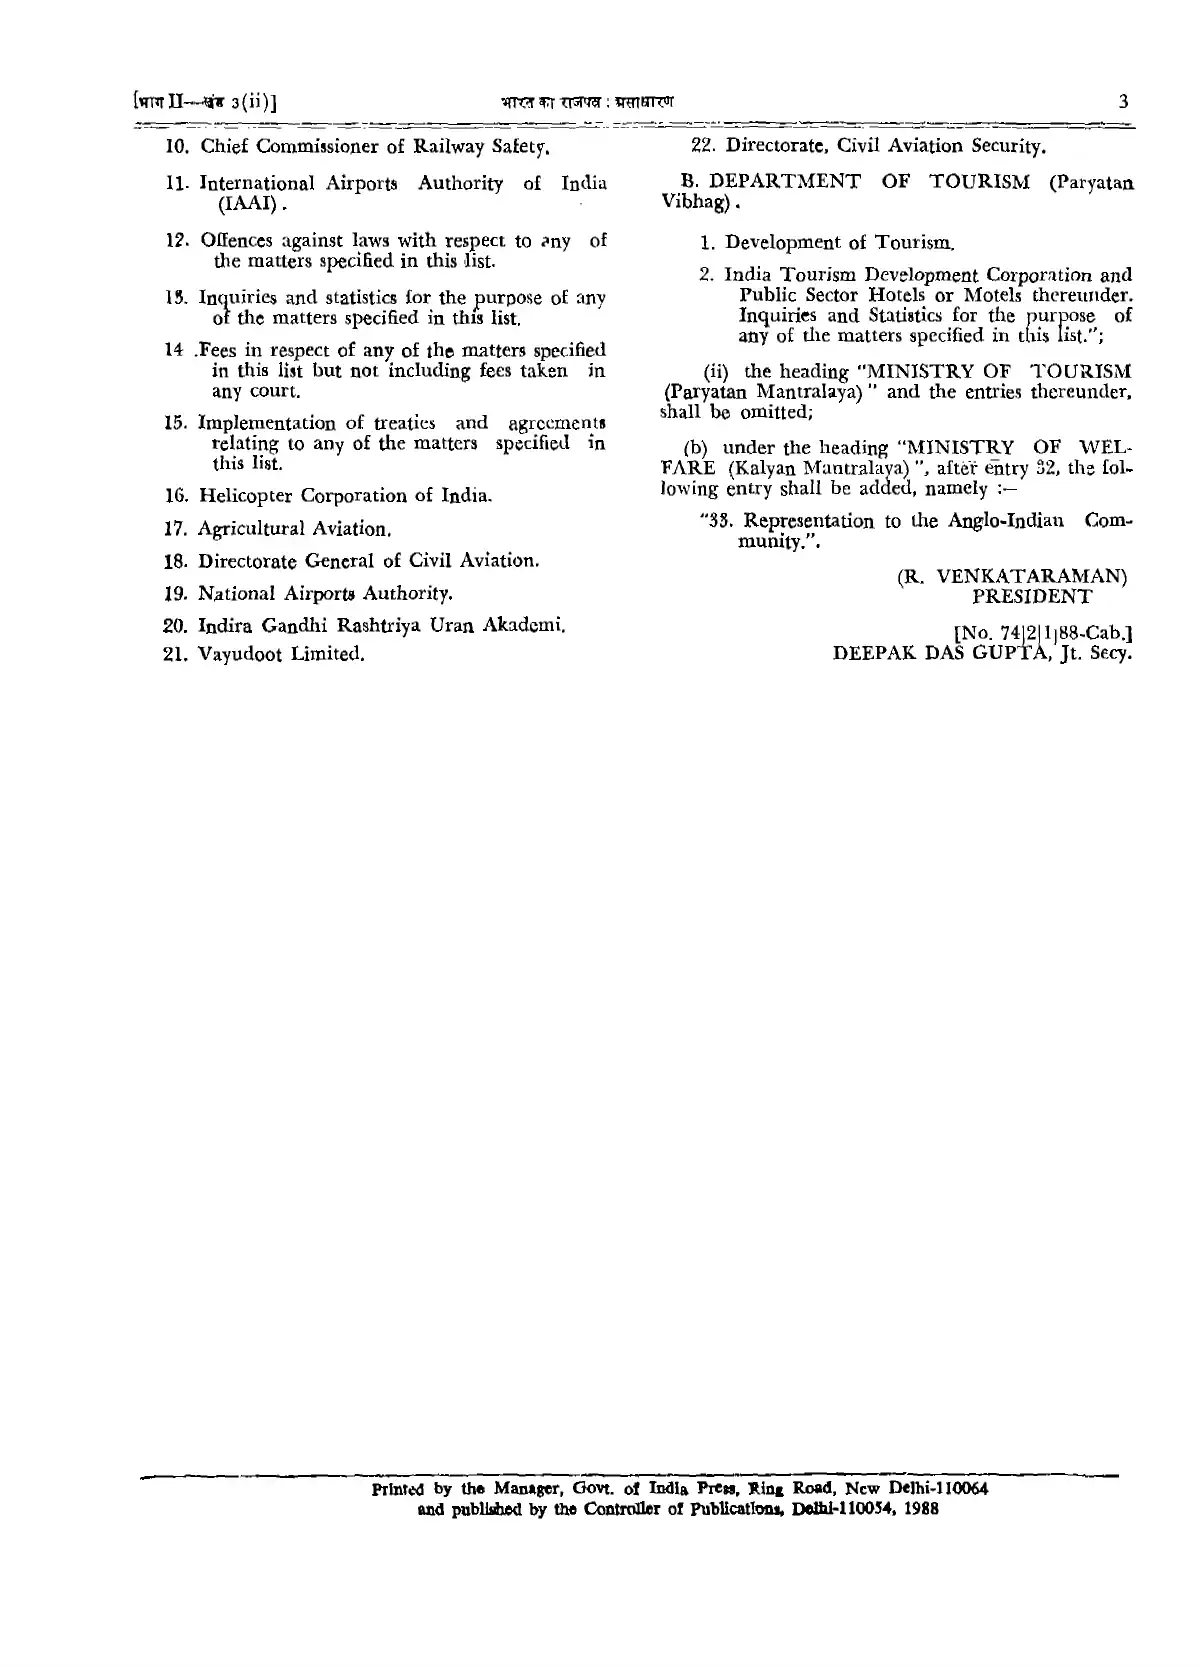 [भाग II—खंड 3(ii)]
भारत का राजपत्र : असाधारण
3
10. Chief Commissioner of Railway Safety.
11. International Airports Authority of India
(IAAI).
12. Offences against laws with respect to any of
the matters specified in this list.
13. Inquiries and statistics for the purpose of any
of the matters specified in this list.
14 .Fees in respect of any of the matters specified
in this list but not including fees taken in
any court.
15. Implementation of treaties and agreements
relating to any of the matters specified in
this list.
16. Helicopter Corporation of India.
17. Agricultural Aviation.
18. Directorate General of Civil Aviation.
19. National Airports Authority.
20. Indira Gandhi Rashtriya Uran Akademi.
21. Vayudoot Limited.
22. Directorate, Civil Aviation Security.
B. DEPARTMENT OF TOURISM (Paryatan
Vibhag).
1. Development of Tourism.
2. India Tourism Development Corporation and
Public Sector Hotels or Motels thereunder.
Inquiries and Statistics for the purpose of
any of the matters specified in this list.";
(ii) the heading "MINISTRY OF TOURISM
(Paryatan Mantralaya)" and the entries thereunder,
shall be omitted;
(b) under the heading "MINISTRY OF WEL-
FARE (Kalyan Mantralaya)", after entry 32, the fol-
lowing entry shall be added, namely :—
"33. Representation to the Anglo-Indian Com-
munity.".
(R. VENKATARAMAN)
PRESIDENT
[No. 74|2|1|88-Cab.]
DEEPAK DAS GUPTA, Jt. Secy.
Printed by the Manager, Govt. of India Press, Ring Road, New Delhi-110064
and published by the Controller of Publications, Delhi-110054, 1988